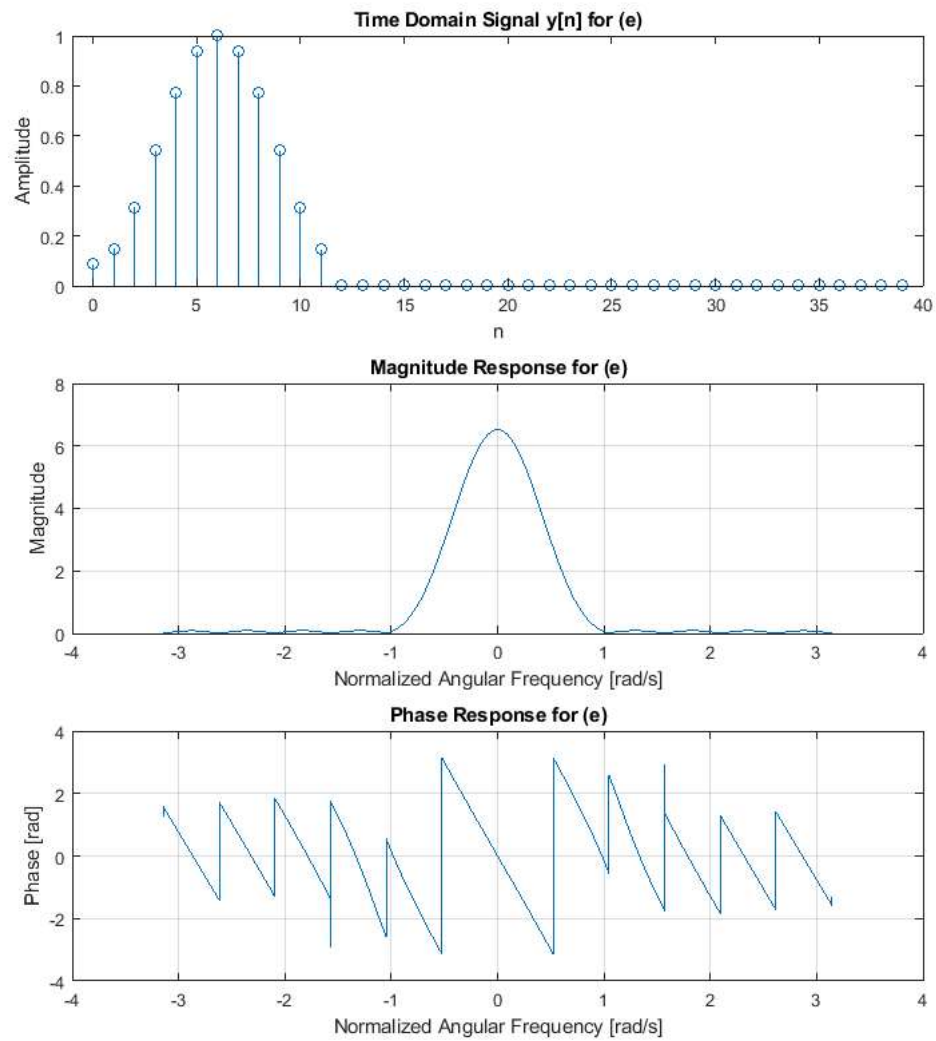 Time Domain Signal y[n] for (e)
1
0.8
0.6
0.4
0.2
0
Amplitude
0 5 10 15 20 25 30 35 40
n
Magnitude Response for (e)
8
6
4
2
0
Magnitude
-4 -3 -2 -1 0 1 2 3 4
Normalized Angular Frequency [rad/s]
Phase Response for (e)
4
2
0
-2
-4
Phase [rad]
-4 -3 -2 -1 0 1 2 3 4
Normalized Angular Frequency [rad/s]